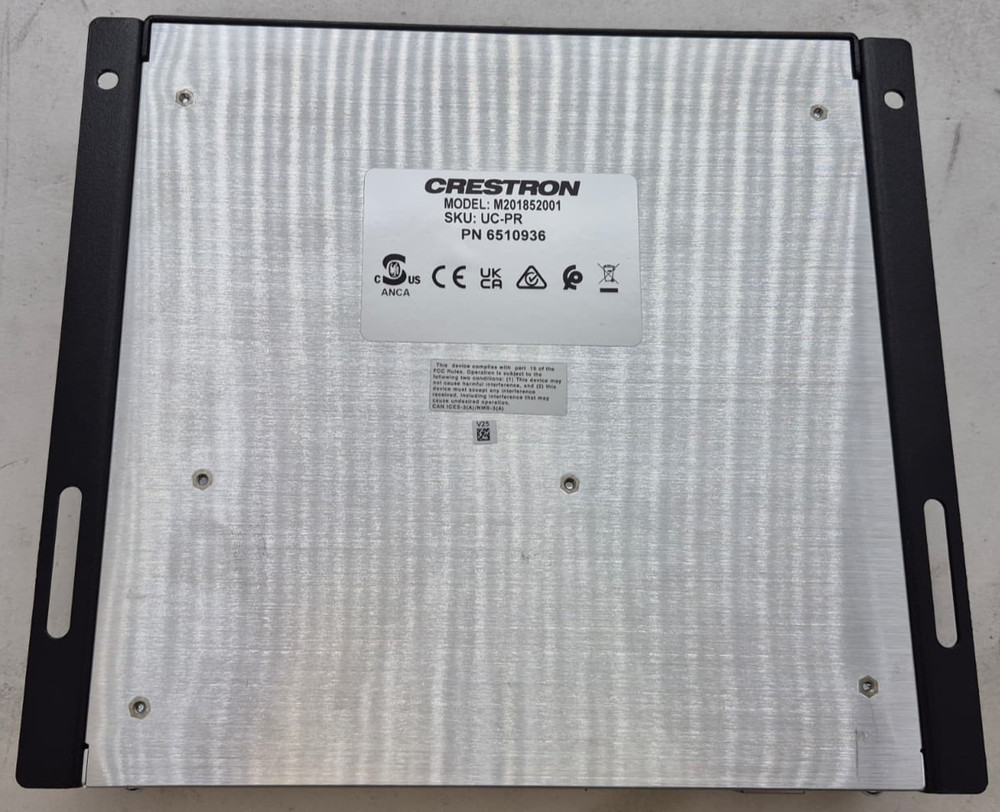 CRESTRON
MODEL: M201852001
SKU: UC-PR
PN 6510936
C US
ANCA
CE
UK
CA
This device complies with part 15 of the
FCC Rules. Operation is subject to the
following two conditions: (1) This device may
not cause harmful interference, and (2) this
device must accept any interference
received, including interference that may
cause undesired operation.
CAN ICES-3(A)/NMB-3(A)
V25